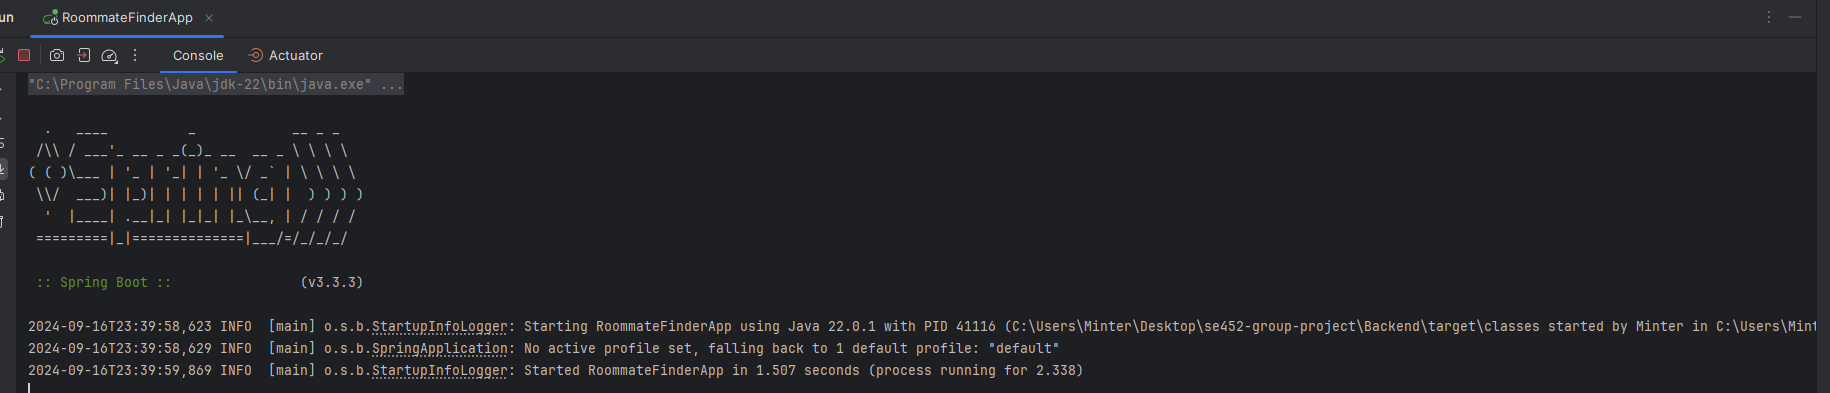 un RoommateFinderApp
Console Actuator
"C:\Program Files\Java\jdk-22\bin\java.exe" ...
  .   ____          _            __ _ _
 /\\ / ___'_ __ _ _(_)_ __  __ _ \ \ \ \
( ( )\___ | '_ | '_| | '_ \/ _` | \ \ \ \
 \\/  ___)| |_)| | | | | || (_| |  ) ) ) )
  '  |____| .__|_| |_|_| |_\__, | / / / /
 =========|_|==============|___/=/_/_/_/
:: Spring Boot :: (v3.3.3)
2024-09-16T23:39:58,623 INFO [main] o.s.b.StartupInfoLogger: Starting RoommateFinderApp using Java 22.0.1 with PID 41116 (C:\Users\Minter\Desktop\se452-group-project\Backend\target\classes started by Minter in C:\Users\Mint
2024-09-16T23:39:58,629 INFO [main] o.s.b.SpringApplication: No active profile set, falling back to 1 default profile: "default"
2024-09-16T23:39:59,869 INFO [main] o.s.b.StartupInfoLogger: Started RoommateFinderApp in 1.507 seconds (process running for 2.338)